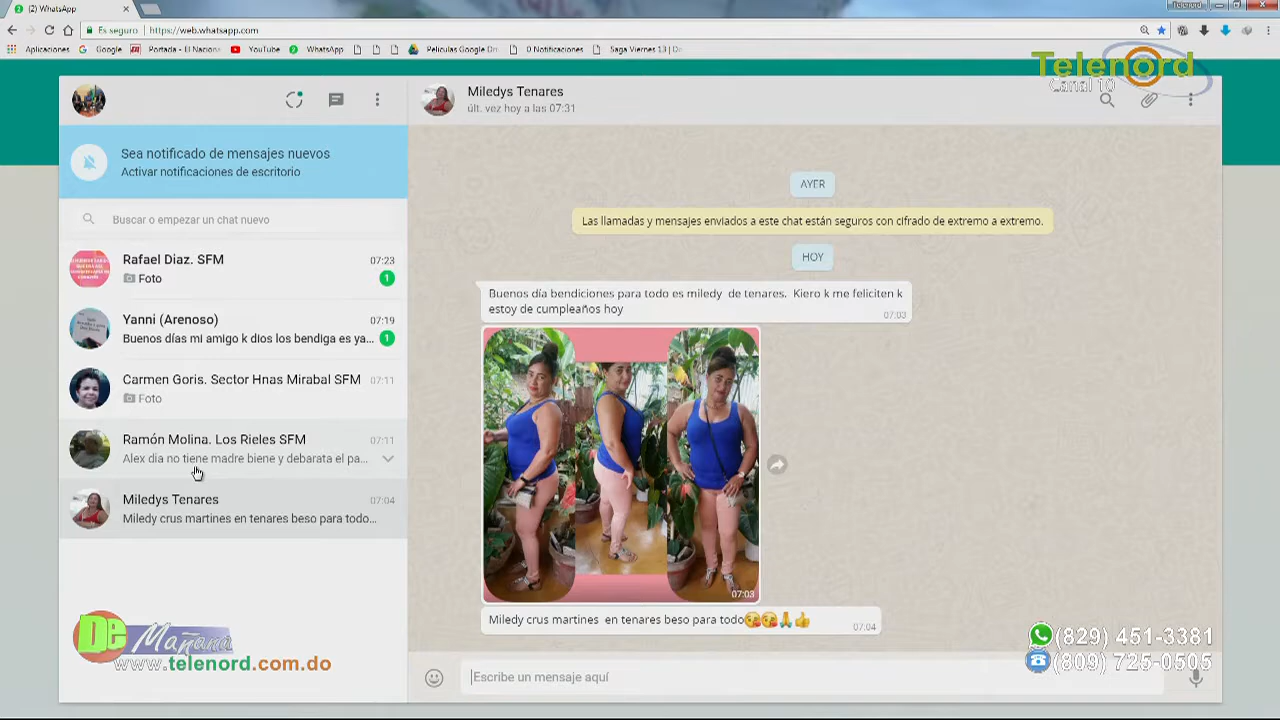 (2) WhatsApp
Telenord
Es seguro | https://web.whatsapp.com
Aplicaciones Google Portada - El Nacion YouTube WhatsApp Peliculas Google Dri 0 Notificaciones Saga Viernes 13 | De
Telenord
Canal 10
Miledys Tenares
últ. vez hoy a las 07:31
Sea notificado de mensajes nuevos
Activar notificaciones de escritorio
Buscar o empezar un chat nuevo
Rafael Diaz. SFM 07:23
Foto 1
Yanni (Arenoso) 07:19
Buenos días mi amigo k dios los bendiga es ya... 1
Carmen Goris. Sector Hnas Mirabal SFM 07:11
Foto
Ramón Molina. Los Rieles SFM 07:11
Alex dia no tiene madre biene y debarata el pa...
Miledys Tenares 07:04
Miledy crus martines en tenares beso para todo...
AYER
Las llamadas y mensajes enviados a este chat están seguros con cifrado de extremo a extremo.
HOY
Buenos día bendiciones para todo es miledy de tenares. Kiero k me feliciten k
estoy de cumpleaños hoy
07:03
07:03
Miledy crus martines en tenares beso para todo😘😘🙏👍
07:04
Escribe un mensaje aquí
De Mañana
www.telenord.com.do
(829) 451-3381
(809) 725-0505